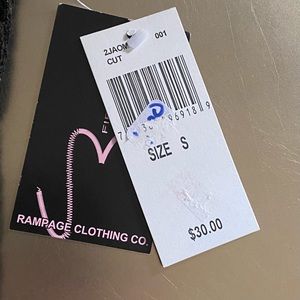 2JAOM
001
CUT
SIZE S
$30.00
RAMPAGE CLOTHING CO.